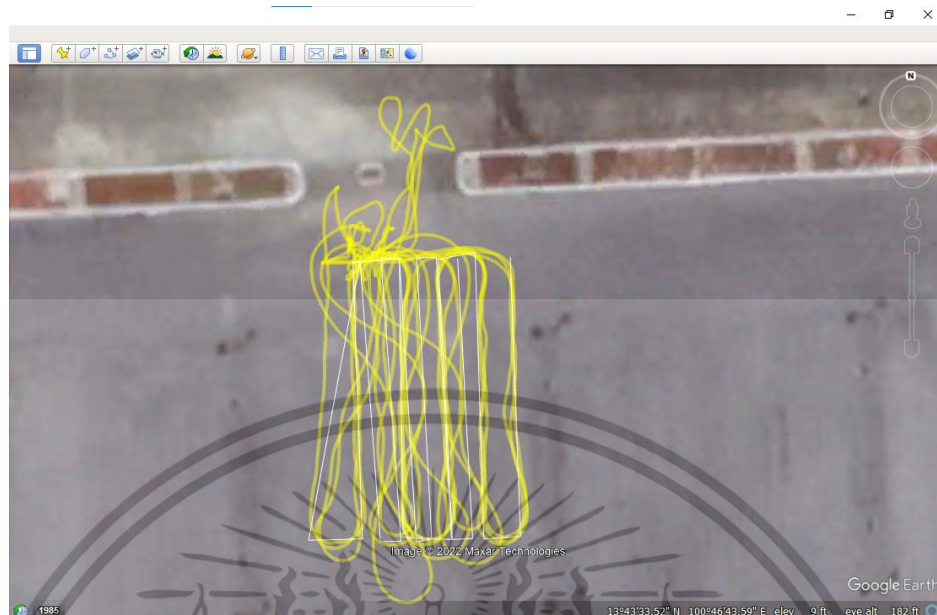 N
Image © 2022 Maxar Technologies
Google Earth
1985
13°43'33.52" N 100°46'43.59" E elev 9 ft eye alt 182 ft